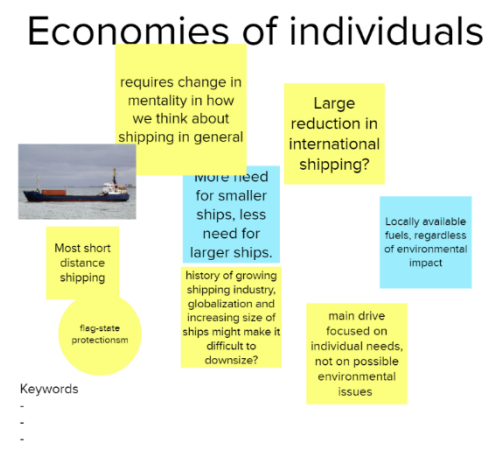 Economies of individuals
requires change in
mentality in how
we think about
shipping in general
Large
reduction in
international
shipping?
More need
for smaller
ships, less
need for
larger ships.
Locally available
fuels, regardless
of environmental
impact
Most short
distance
shipping
history of growing
shipping industry,
globalization and
increasing size of
ships might make it
difficult to
downsize?
flag-state
protectionsm
main drive
focused on
individual needs,
not on possible
environmental
issues
Keywords
-
-
-